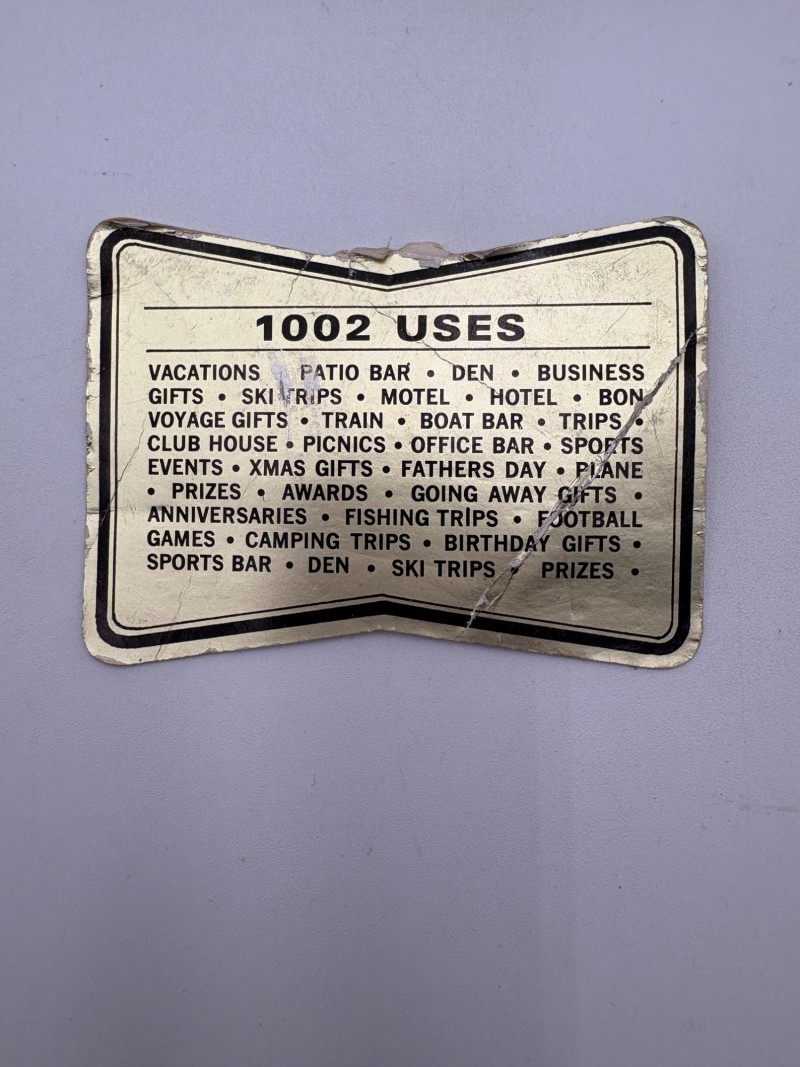 1002 USES
VACATIONS PATIO BAR • DEN • BUSINESS
GIFTS • SKI TRIPS • MOTEL • HOTEL • BON
VOYAGE GIFTS • TRAIN • BOAT BAR • TRIPS •
CLUB HOUSE • PICNICS • OFFICE BAR • SPORTS
EVENTS • XMAS GIFTS • FATHERS DAY • PLANE
• PRIZES • AWARDS • GOING AWAY GIFTS •
ANNIVERSARIES • FISHING TRIPS • FOOTBALL
GAMES • CAMPING TRIPS • BIRTHDAY GIFTS •
SPORTS BAR • DEN • SKI TRIPS • PRIZES •